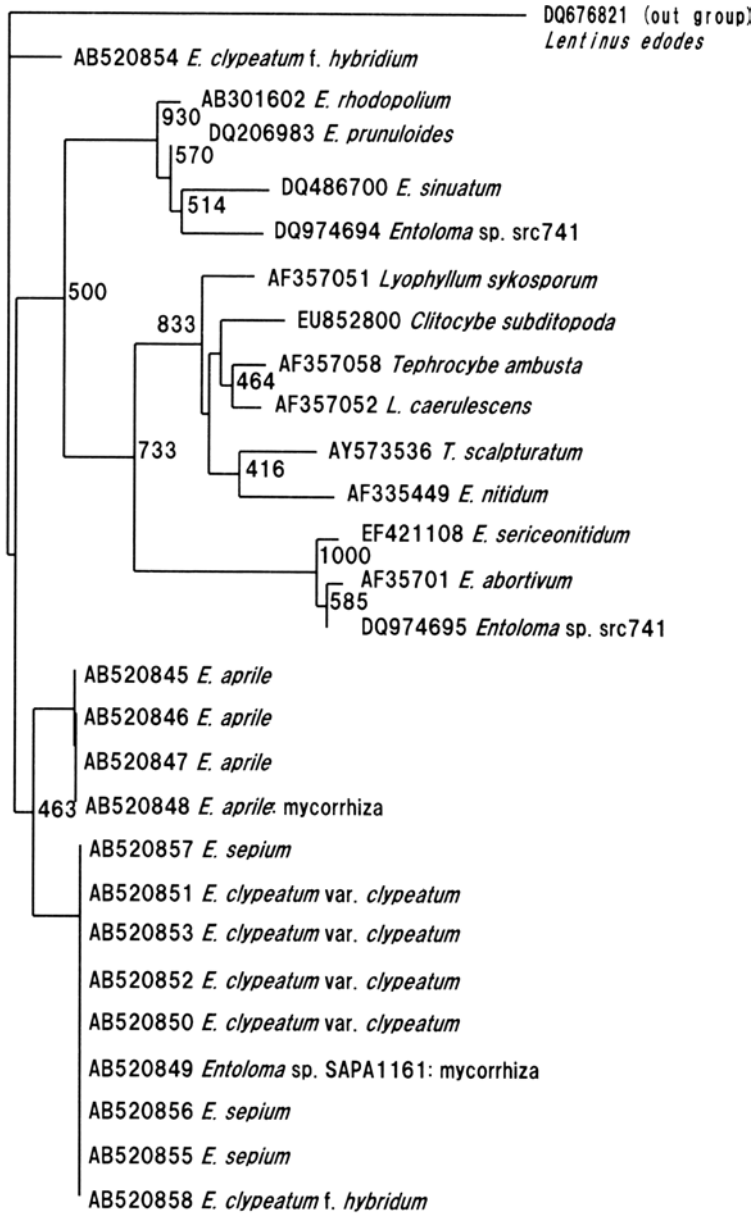 DQ676821 (out group)
Lentinus edodes
AB520854 E. clypeatum f. hybridium
AB301602 E. rhodopolium
930
DQ206983 E. prunuloides
570
DQ486700 E. sinuatum
514
DQ974694 Entoloma sp. src741
AF357051 Lyophyllum sykosporum
500
833
EU852800 Clitocybe subditopoda
AF357058 Tephrocybe ambusta
464
AF357052 L. caerulescens
733
AY573536 T. scalpturatum
416
AF335449 E. nitidum
EF421108 E. sericeonitidum
1000
AF35701 E. abortivum
585
DQ974695 Entoloma sp. src741
AB520845 E. aprile
AB520846 E. aprile
AB520847 E. aprile
463
AB520848 E. aprile: mycorrhiza
AB520857 E. sepium
AB520851 E. clypeatum var. clypeatum
AB520853 E. clypeatum var. clypeatum
AB520852 E. clypeatum var. clypeatum
AB520850 E. clypeatum var. clypeatum
AB520849 Entoloma sp. SAPA1161: mycorrhiza
AB520856 E. sepium
AB520855 E. sepium
AB520858 E. clypeatum f. hybridum